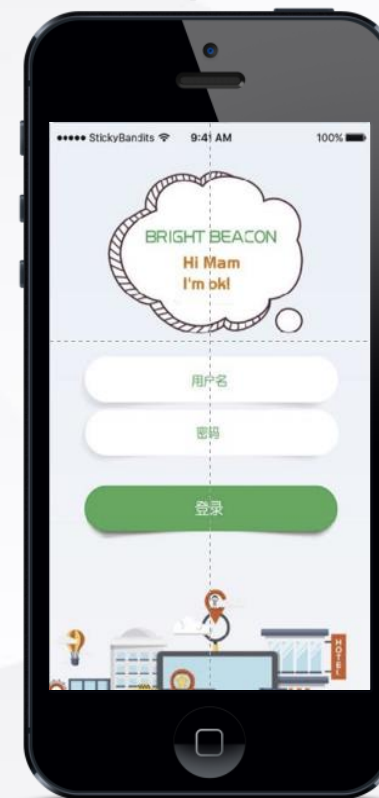 StickyBandits 9:41 AM 100%
BRIGHT BEACON
Hi Mam
I'm ok!
用户名
密码
登录
HOTEL